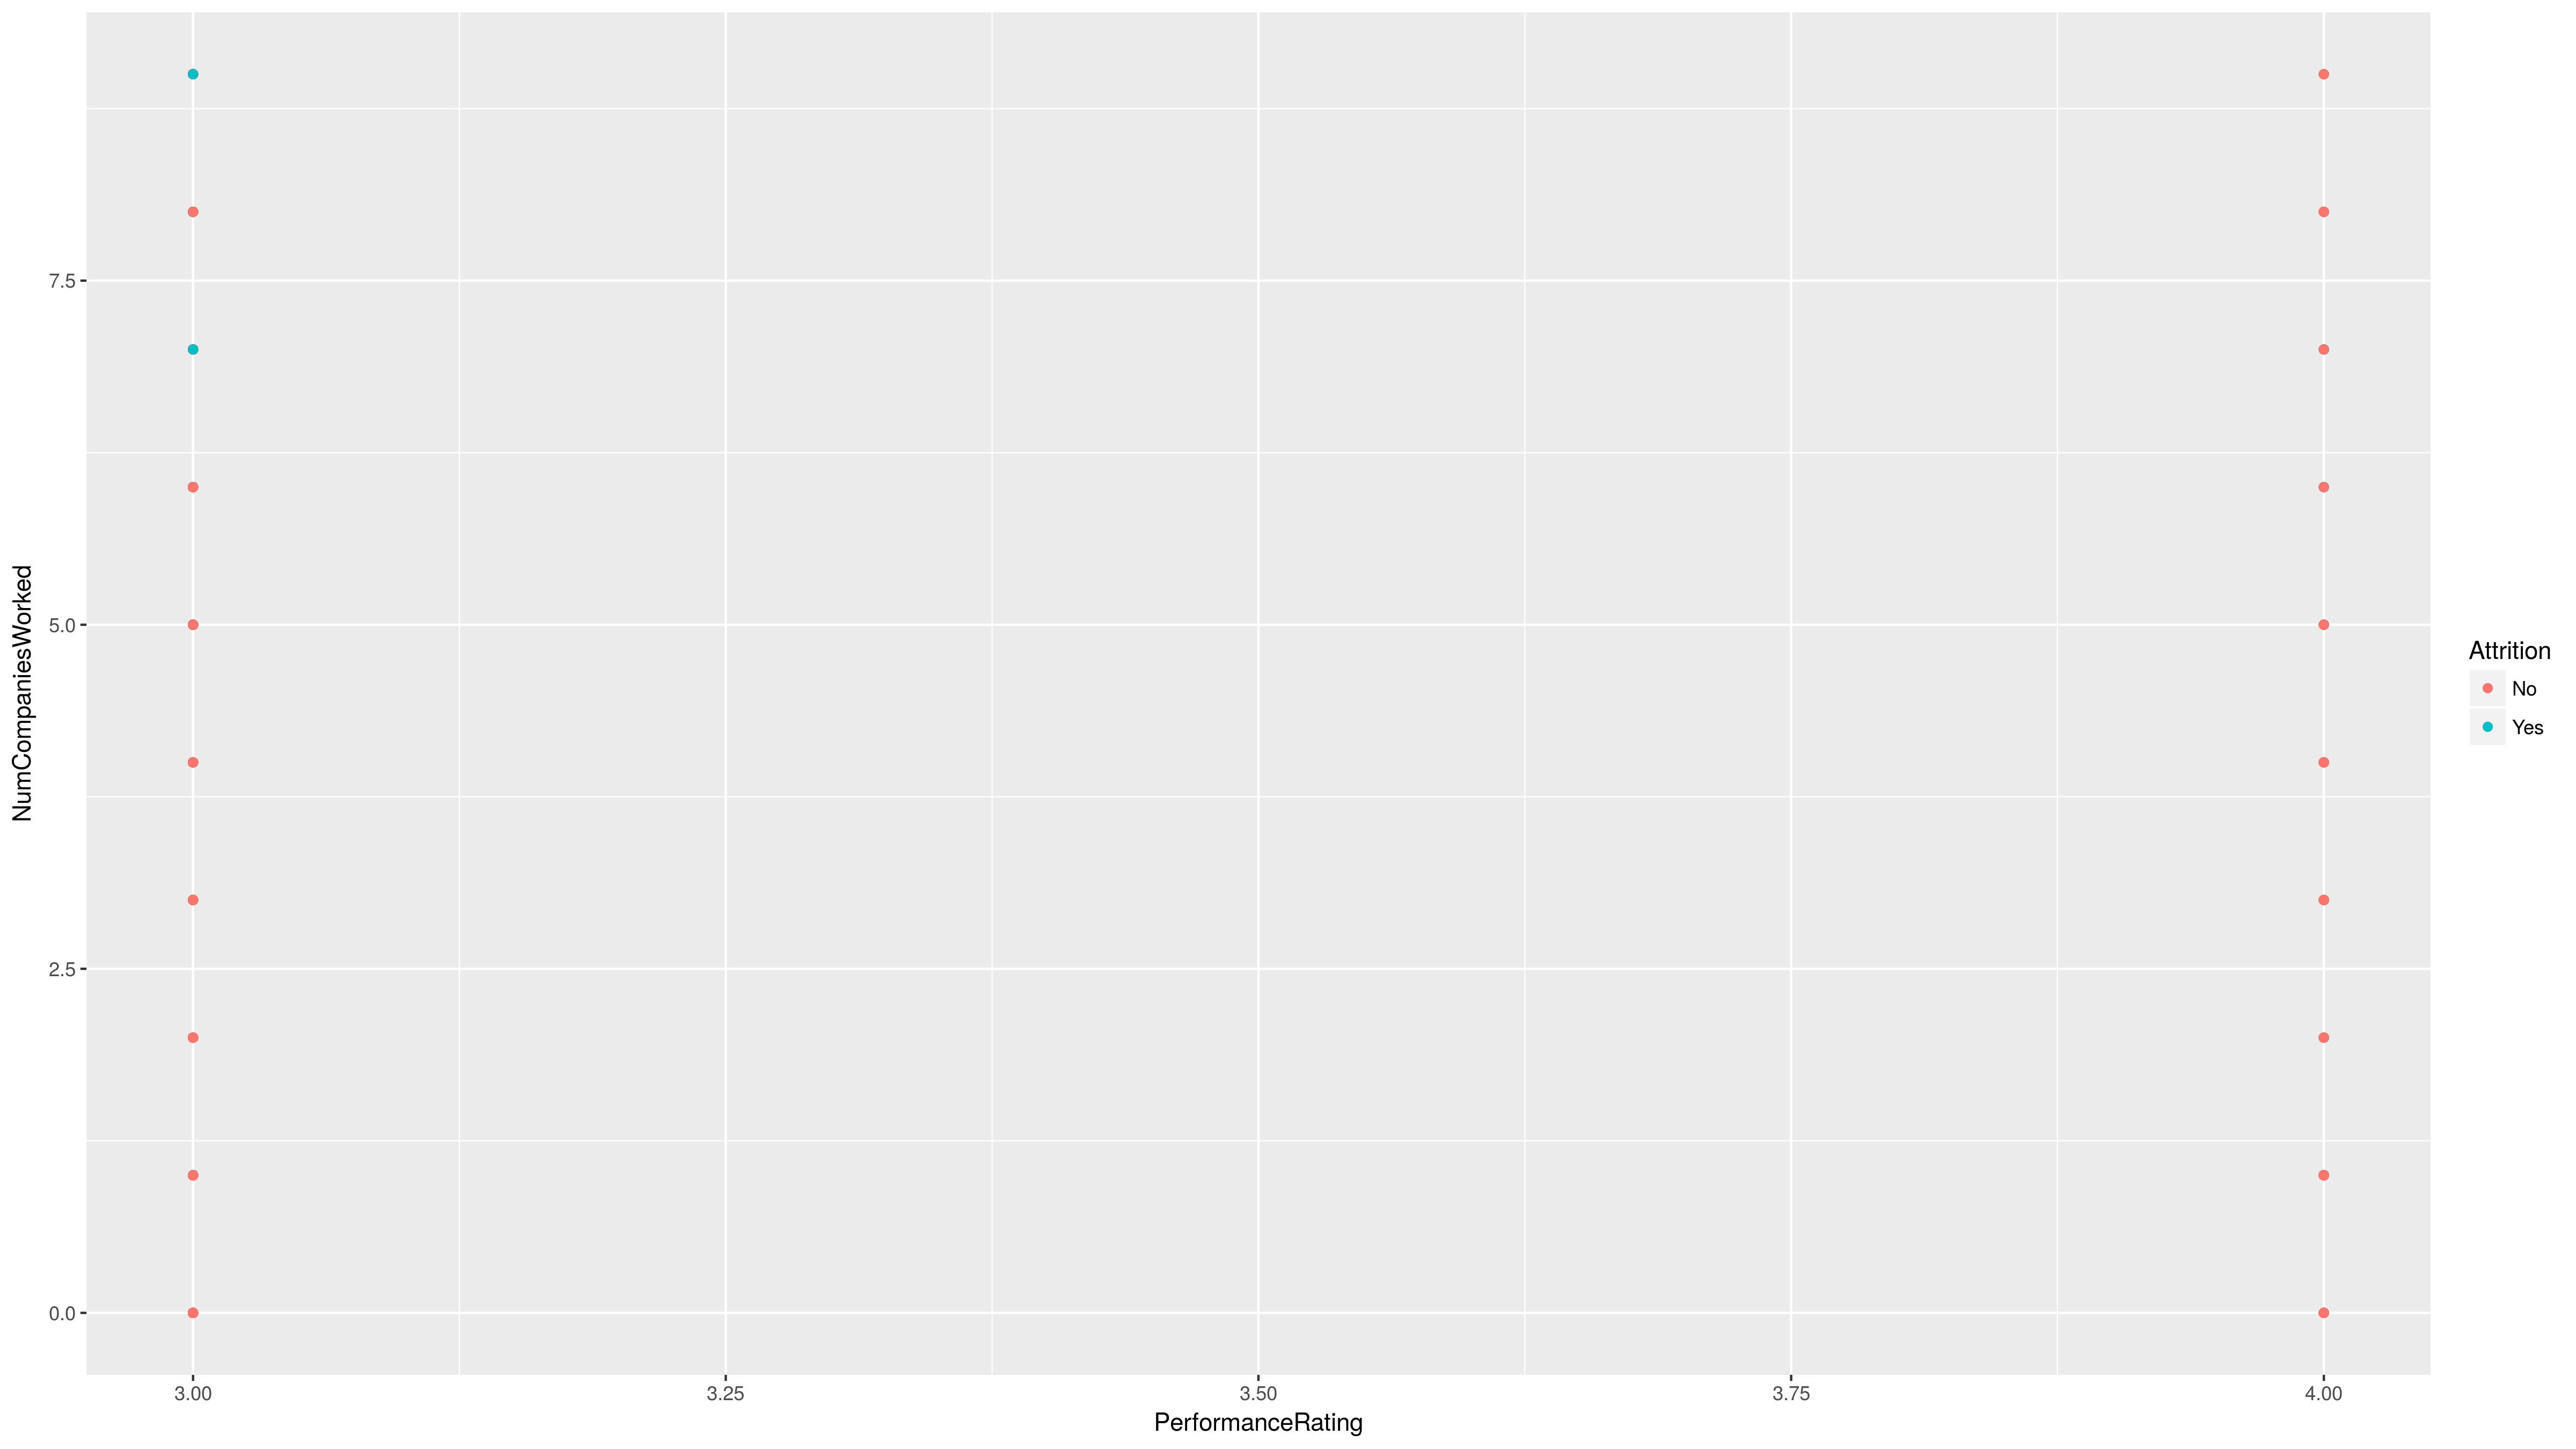 NumCompaniesWorked
7.5
5.0
2.5
0.0
3.00
3.25
3.50
3.75
4.00
PerformanceRating
Attrition
No
Yes